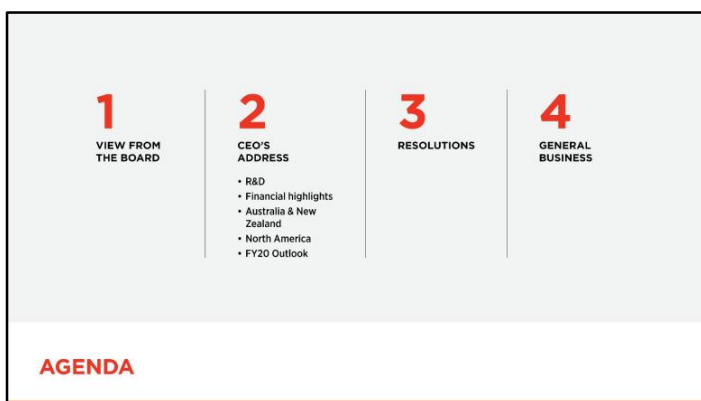 1
VIEW FROM
THE BOARD
2
CEO'S
ADDRESS
• R&D
• Financial highlights
• Australia & New
Zealand
• North America
• FY20 Outlook
3
RESOLUTIONS
4
GENERAL
BUSINESS
AGENDA